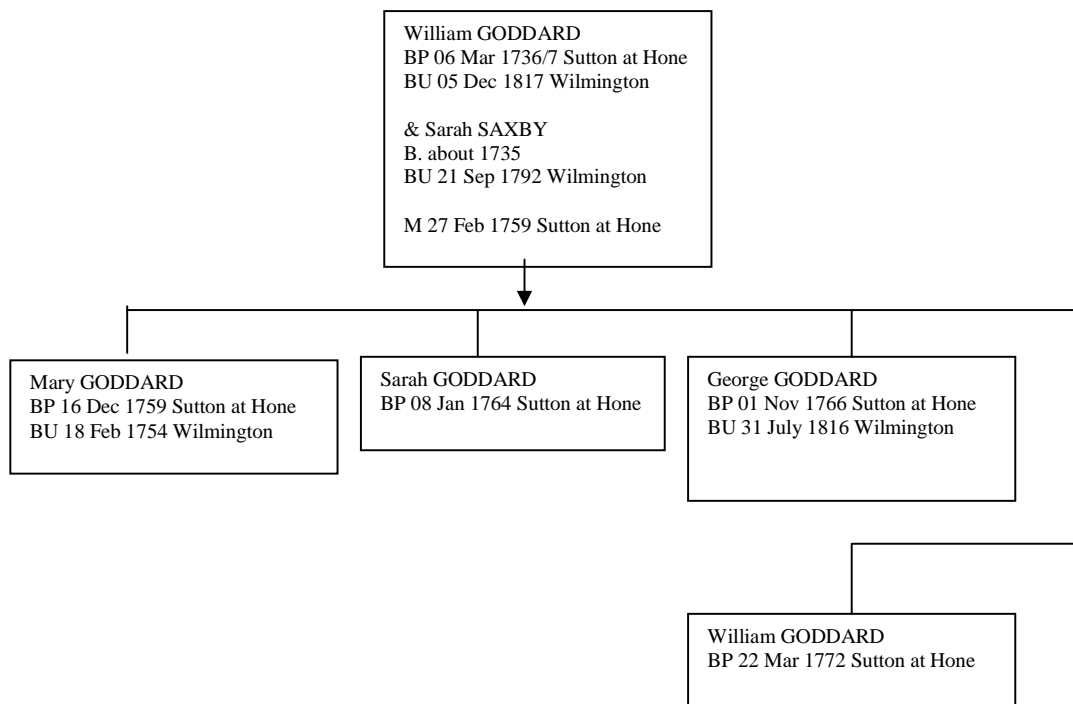 William GODDARD
BP 06 Mar 1736/7 Sutton at Hone
BU 05 Dec 1817 Wilmington
& Sarah SAXBY
B. about 1735
BU 21 Sep 1792 Wilmington
M 27 Feb 1759 Sutton at Hone
Mary GODDARD
BP 16 Dec 1759 Sutton at Hone
BU 18 Feb 1754 Wilmington
Sarah GODDARD
BP 08 Jan 1764 Sutton at Hone
George GODDARD
BP 01 Nov 1766 Sutton at Hone
BU 31 July 1816 Wilmington
William GODDARD
BP 22 Mar 1772 Sutton at Hone